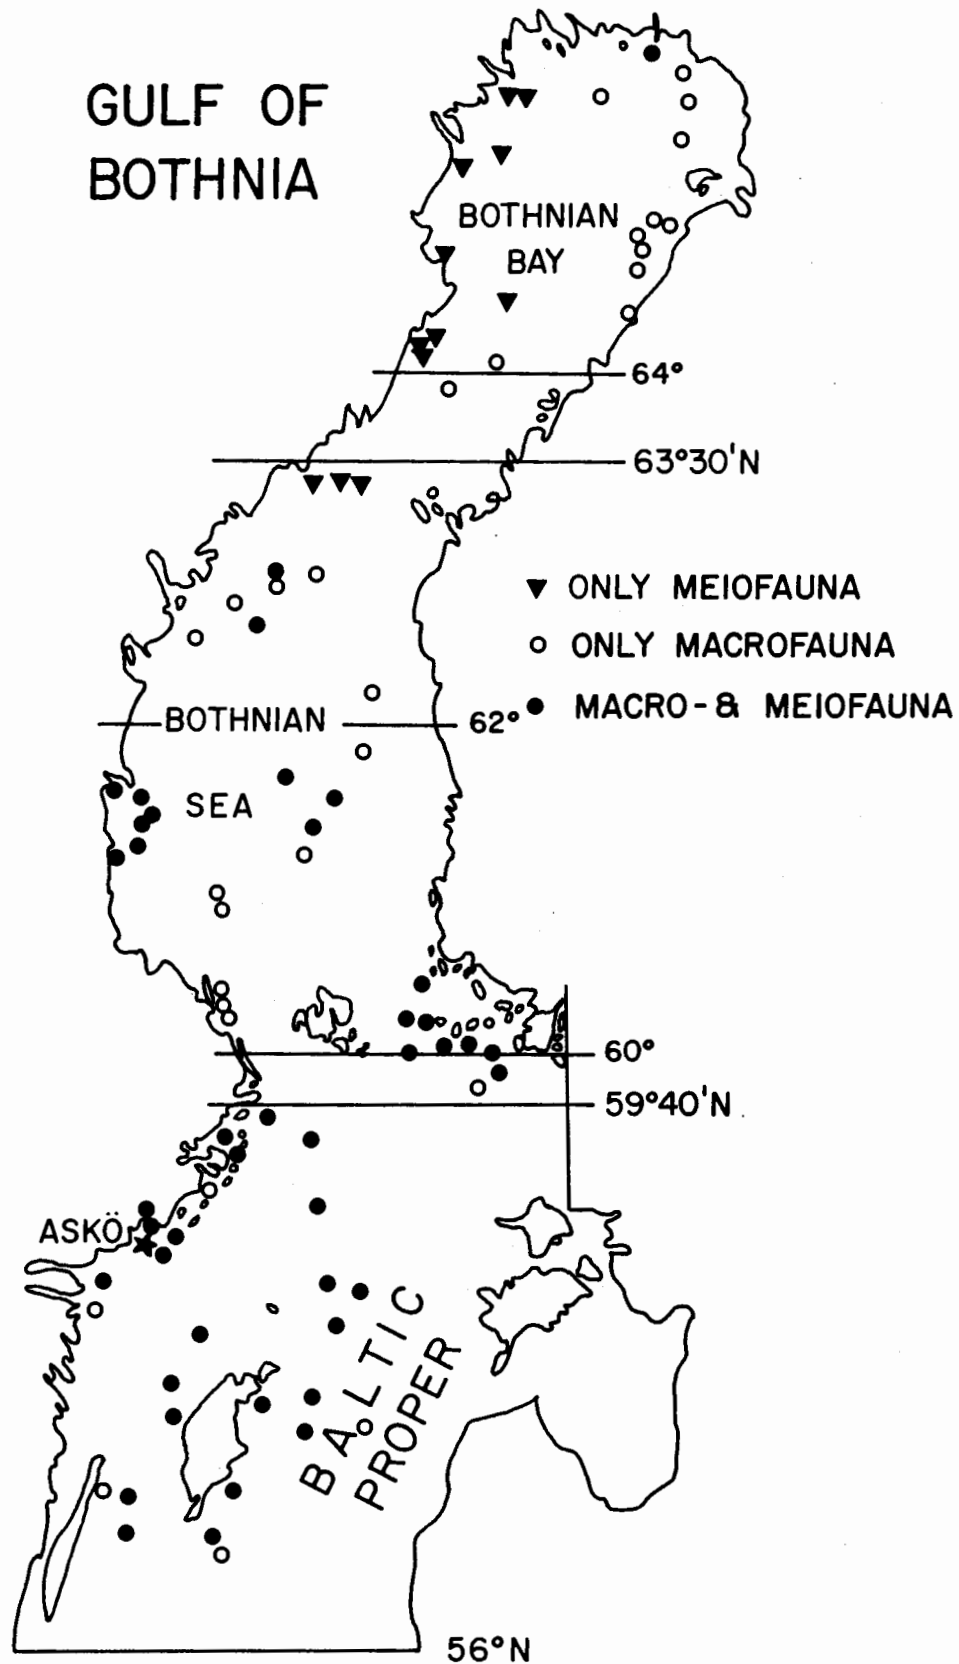 GULF OF
BOTHNIA
BOTHNIAN
BAY
64°
63°30'N
ONLY MEIOFAUNA
ONLY MACROFAUNA
MACRO-& MEIOFAUNA
BOTHNIAN
62°
SEA
60°
59°40'N
ASKÖ
BALTIC
PROPER
56°N